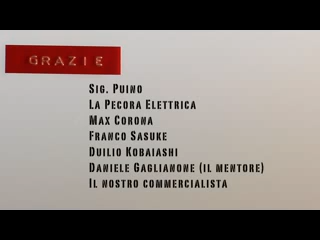 GRAZIE
SIG. PUINO
LA PECORA ELETTRICA
MAX CORONA
FRANCO SASUKE
DUILIO KOBAIASHI
DANIELE GAGLIANONE (IL MENTORE)
IL NOSTRO COMMERCIALISTA